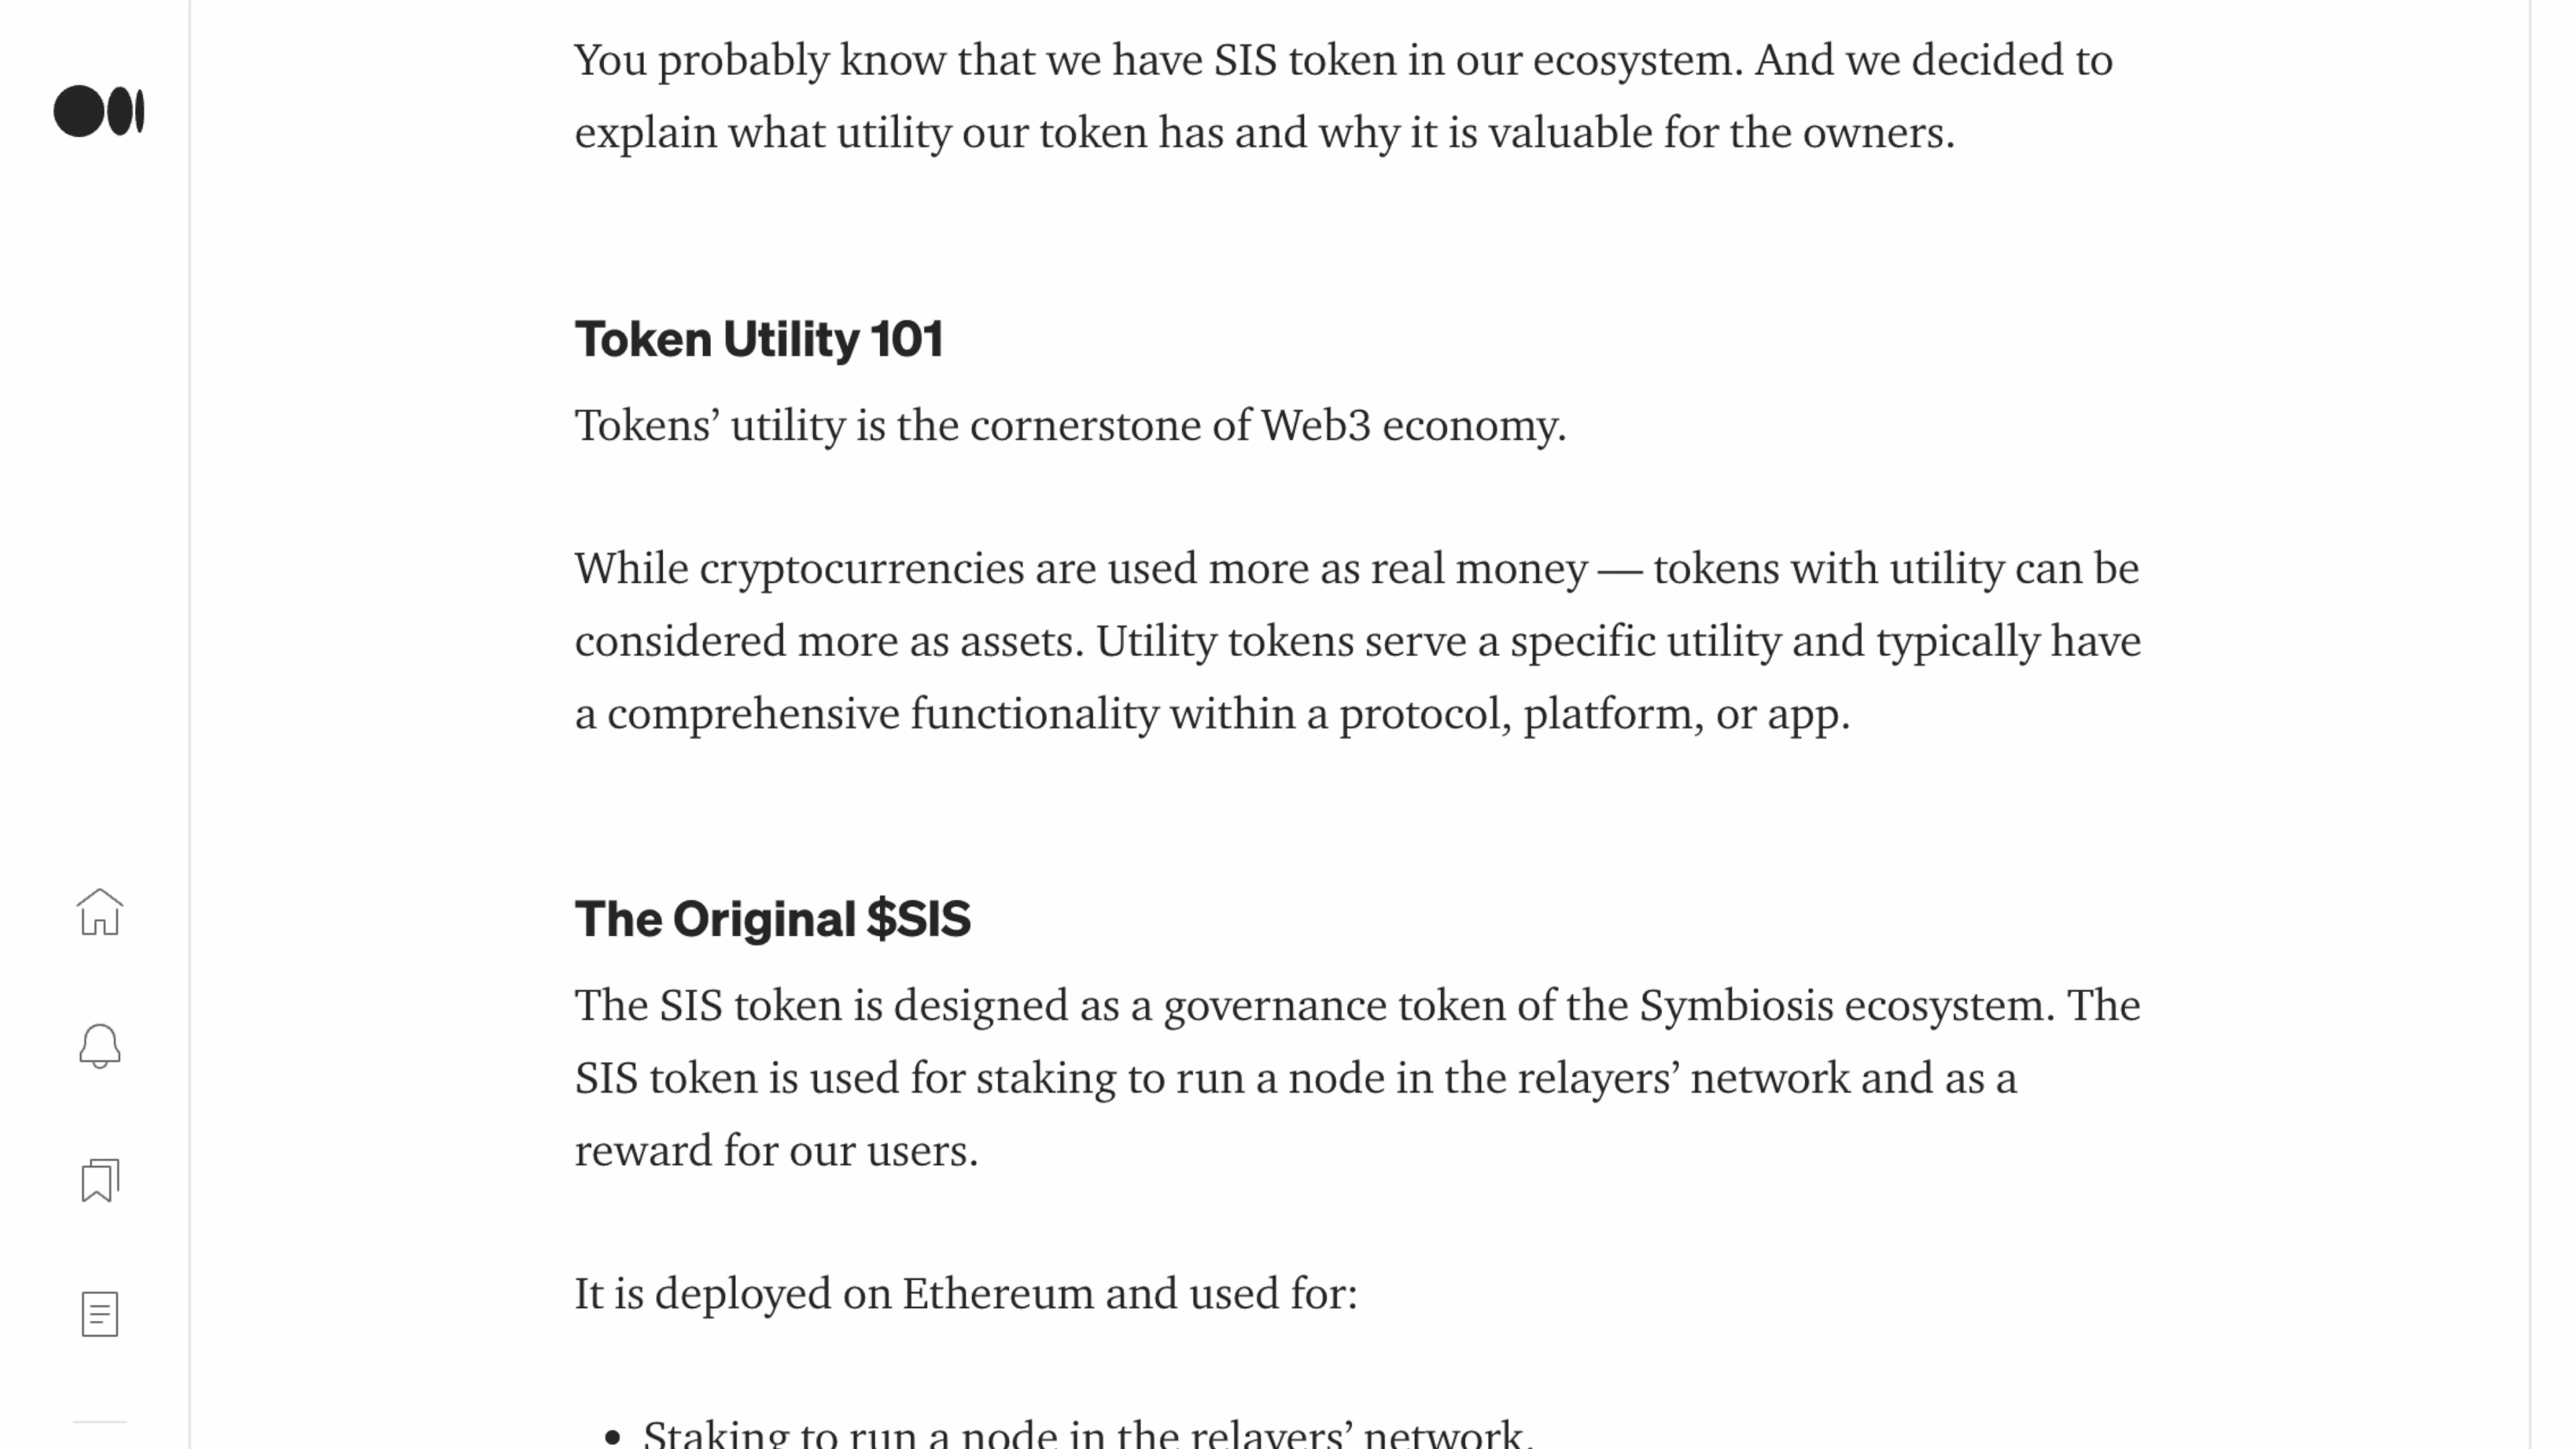 You probably know that we have SIS token in our ecosystem. And we decided to
explain what utility our token has and why it is valuable for the owners.
Token Utility 101
Tokens’ utility is the cornerstone of Web3 economy.
While cryptocurrencies are used more as real money — tokens with utility can be
considered more as assets. Utility tokens serve a specific utility and typically have
a comprehensive functionality within a protocol, platform, or app.
The Original $SIS
The SIS token is designed as a governance token of the Symbiosis ecosystem. The
SIS token is used for staking to run a node in the relayers’ network and as a
reward for our users.
It is deployed on Ethereum and used for:
• Staking to run a node in the relayers’ network.